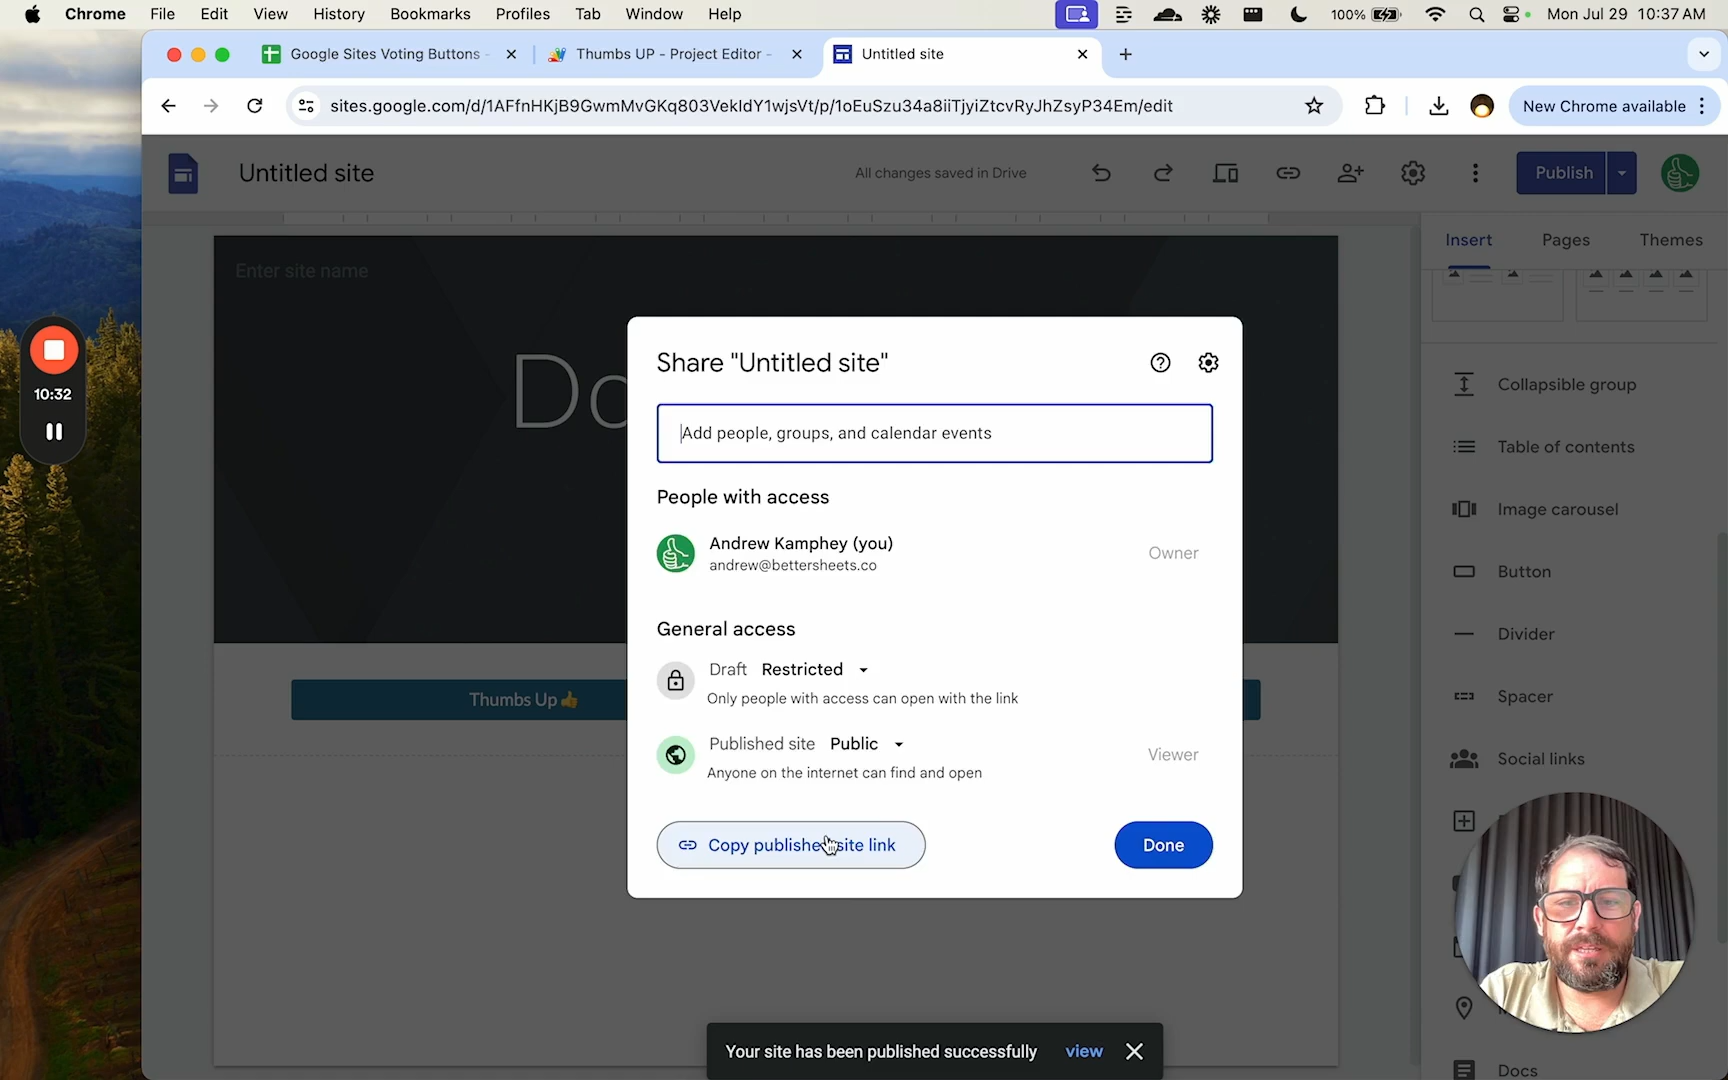 Chrome File Edit View History Bookmarks Profiles Tab Window Help 100% Mon Jul 29 10:37 AM
Google Sites Voting Buttons - Thumbs UP - Project Editor - Untitled site
sites.google.com/d/1AFfnHKjB9GwmMvGKq803VekIdY1wjsVt/p/1oEuSzu34a8iiTjyiZtcvRyJhZsyP34Em/edit New Chrome available
Untitled site All changes saved in Drive Publish
Insert Pages Themes
Enter site name
Do
10:32
Share "Untitled site"
Add people, groups, and calendar events
People with access
Andrew Kamphey (you)
andrew@bettersheets.co
Owner
General access
Draft Restricted
Only people with access can open with the link
Published site Public
Anyone on the internet can find and open
Viewer
Copy published site link
Done
Thumbs Up👍
Collapsible group
Table of contents
Image carousel
Button
Divider
Spacer
Social links
Docs
Your site has been published successfully view